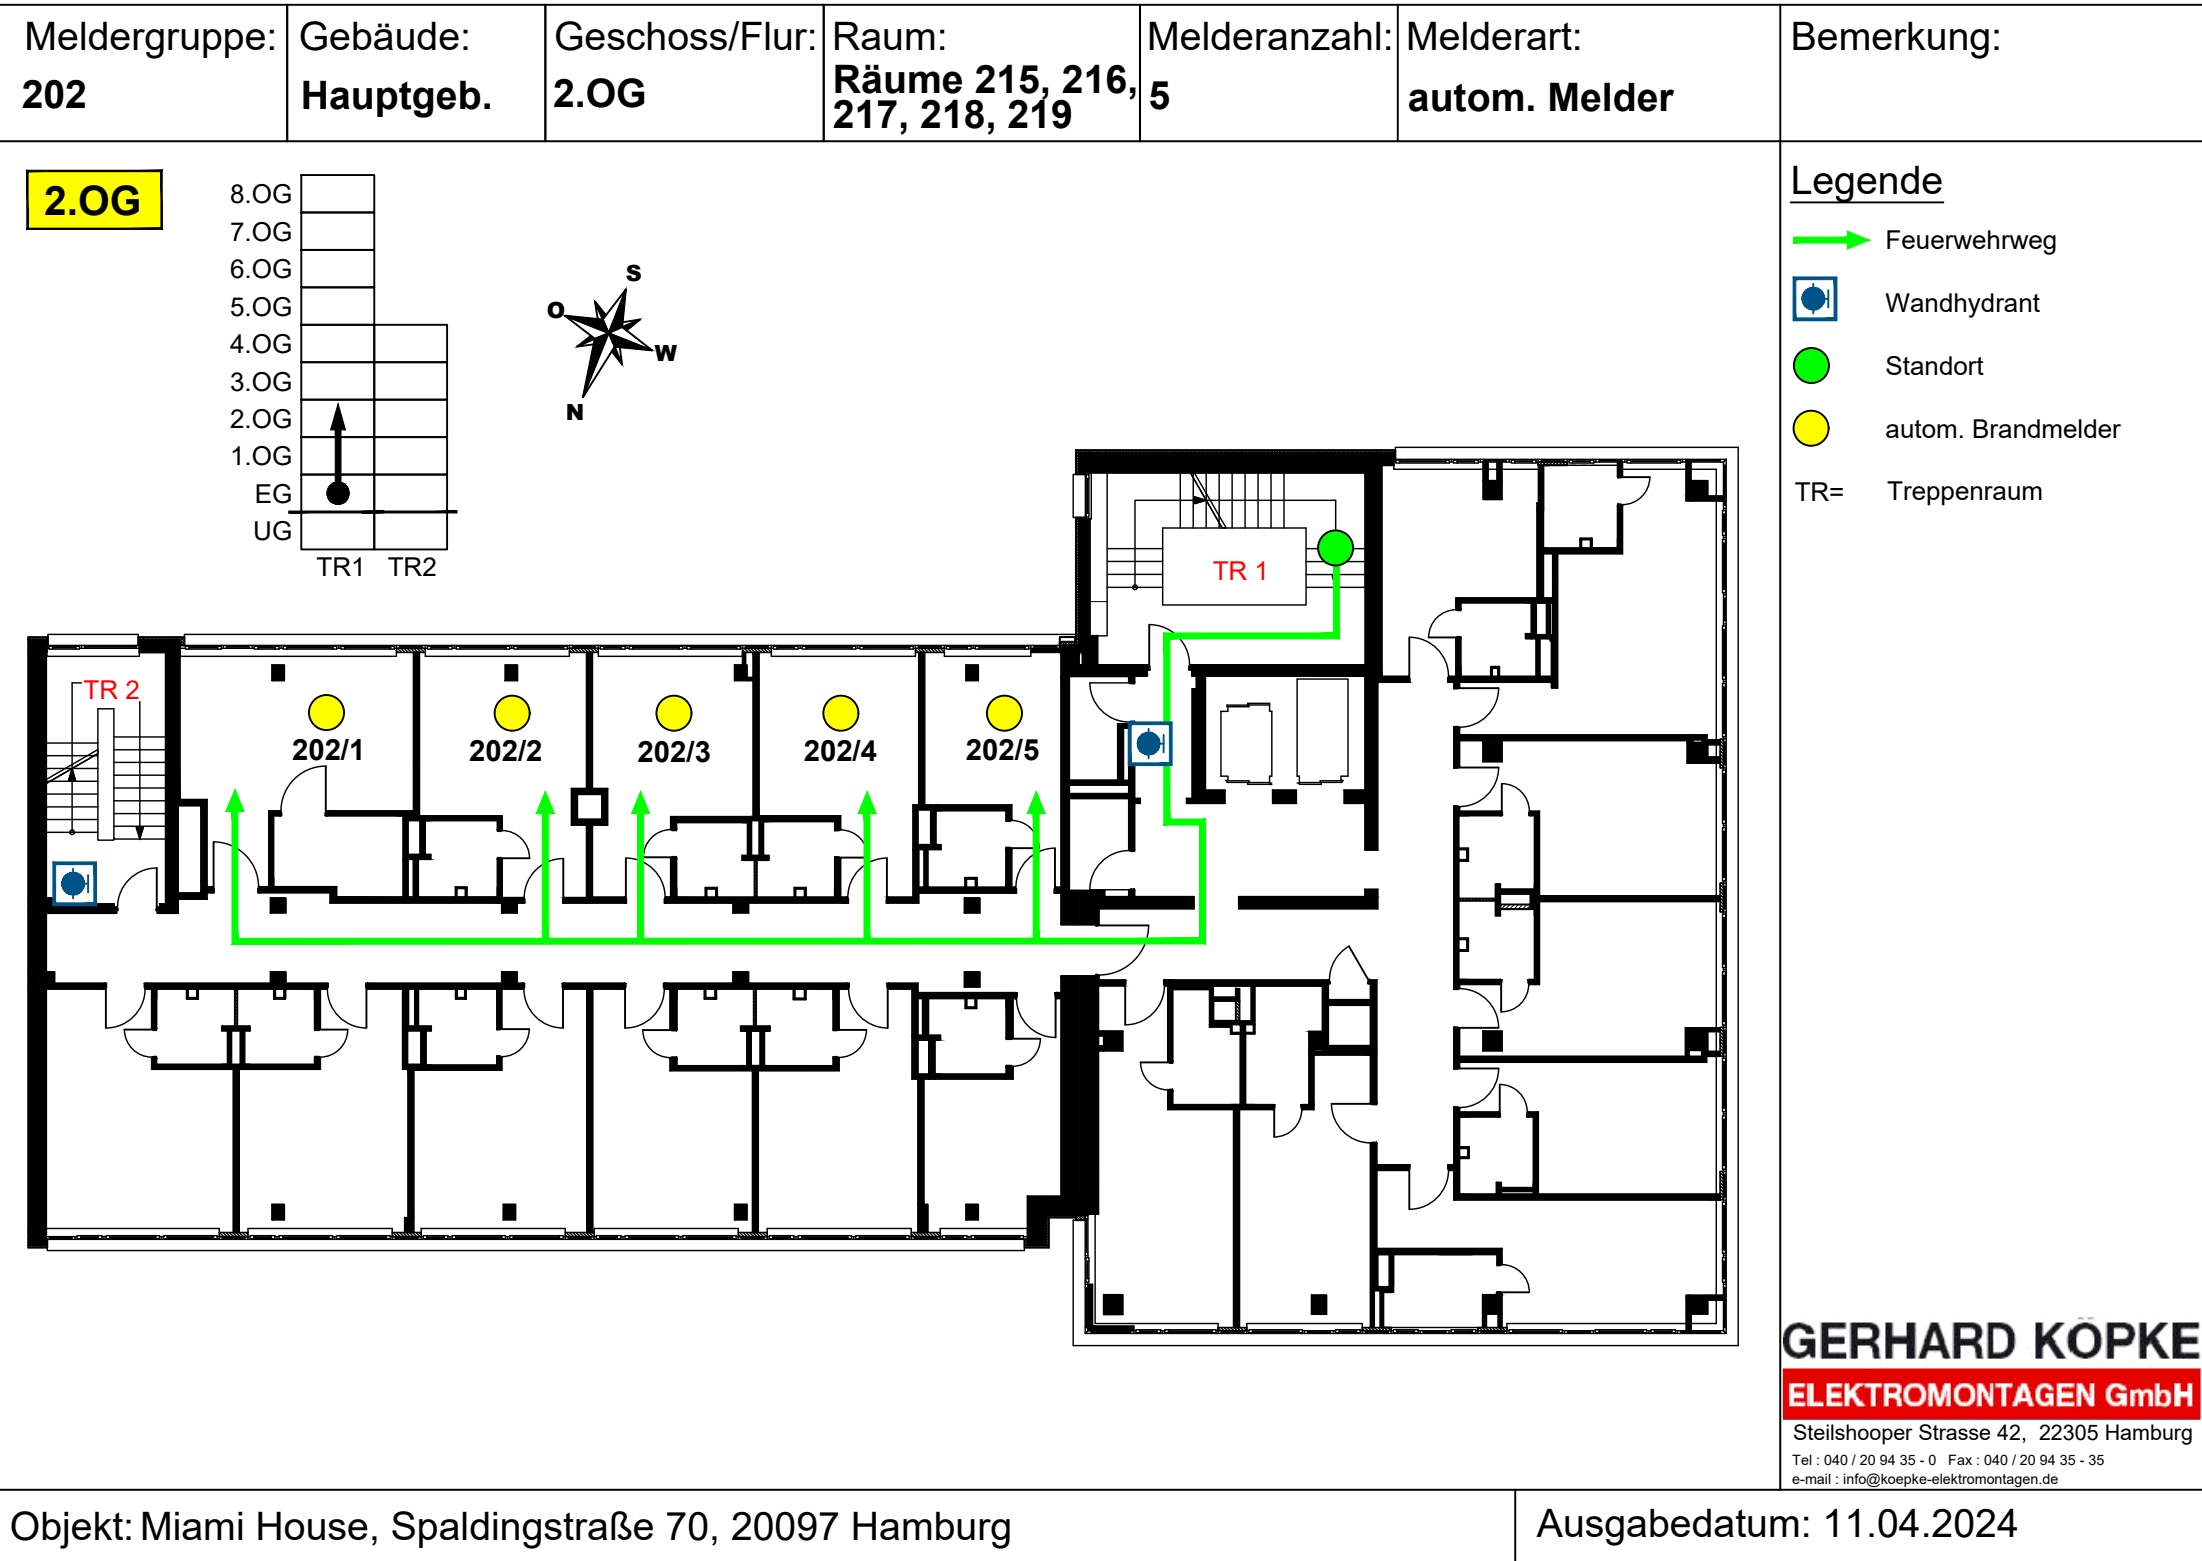 Meldergruppe:
202
Gebäude:
Hauptgeb.
Geschoss/Flur:
2.OG
Raum:
Räume 215, 216,
217, 218, 219
Melderanzahl:
5
Melderart:
autom. Melder
Bemerkung:
2.OG
8.OG
7.OG
6.OG
5.OG
4.OG
3.OG
2.OG
1.OG
EG
UG
TR1 TR2
S
O
W
N
Legende
Feuerwehrweg
Wandhydrant
Standort
autom. Brandmelder
TR= Treppenraum
TR 1
TR 2
202/1
202/2
202/3
202/4
202/5
GERHARD KÖPKE
ELEKTROMONTAGEN GmbH
Steilshooper Strasse 42, 22305 Hamburg
Tel : 040 / 20 94 35 - 0 Fax : 040 / 20 94 35 - 35
e-mail : info@koepke-elektromontagen.de
Objekt: Miami House, Spaldingstraße 70, 20097 Hamburg
Ausgabedatum: 11.04.2024